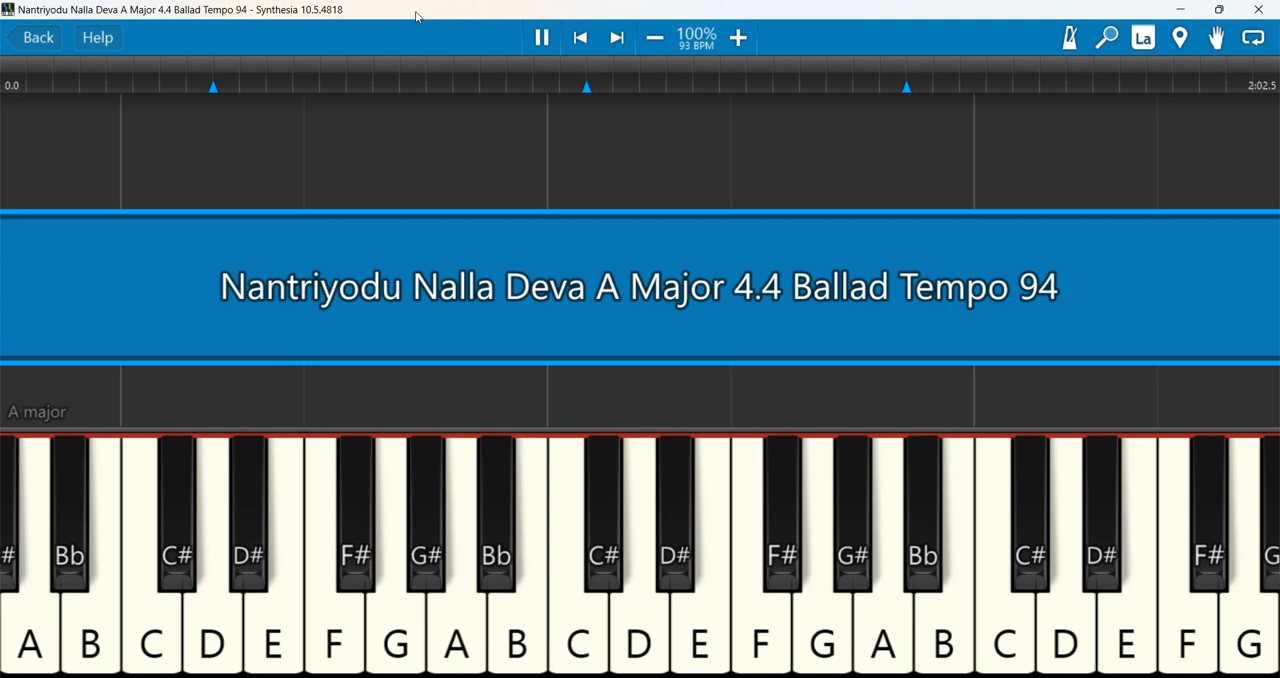 Nantriyodu Nalla Deva A Major 4.4 Ballad Tempo 94 - Synthesia 10.5.4818
Back Help 100% La
93 BPM
0.0 2:02.5
Nantriyodu Nalla Deva A Major 4.4 Ballad Tempo 94
A major
# Bb C# D# F# G# Bb C# D# F# G# Bb C# D# F# G
A B C D E F G A B C D E F G A B C D E F G